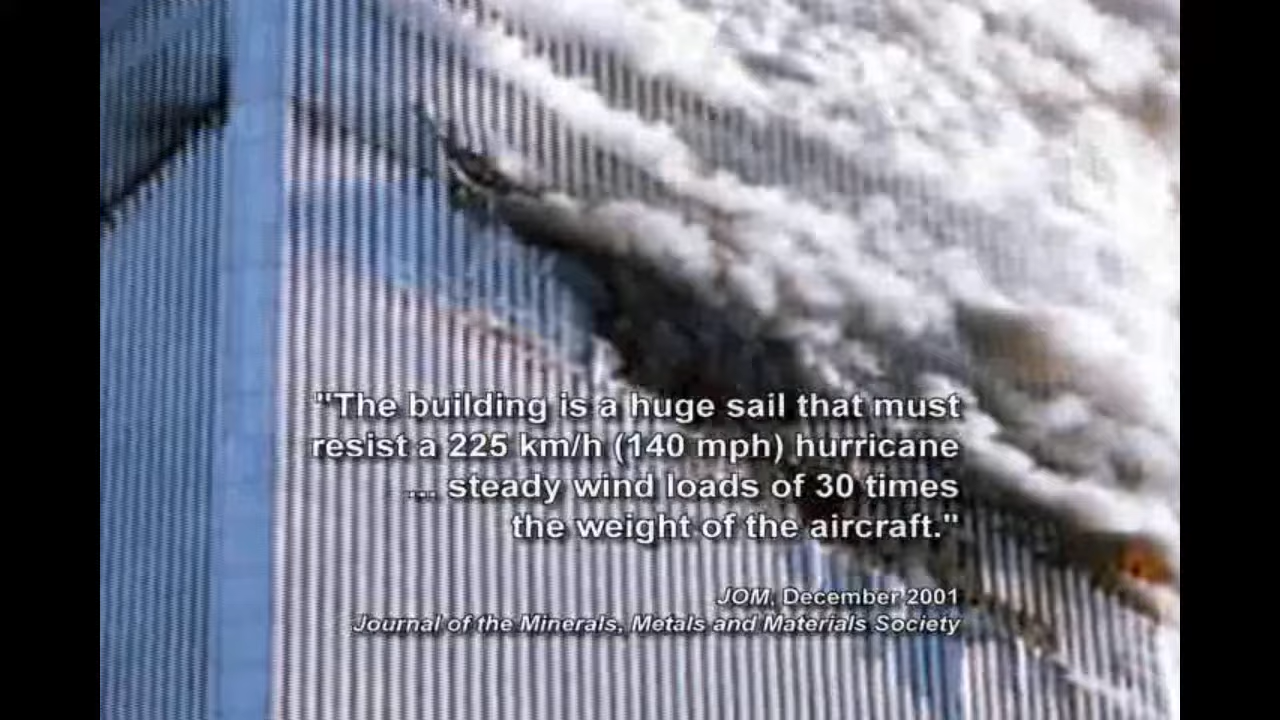 "The building is a huge sail that must
resist a 225 km/h (140 mph) hurricane
... steady wind loads of 30 times
the weight of the aircraft."
JOM, December 2001
Journal of the Minerals, Metals and Materials Society